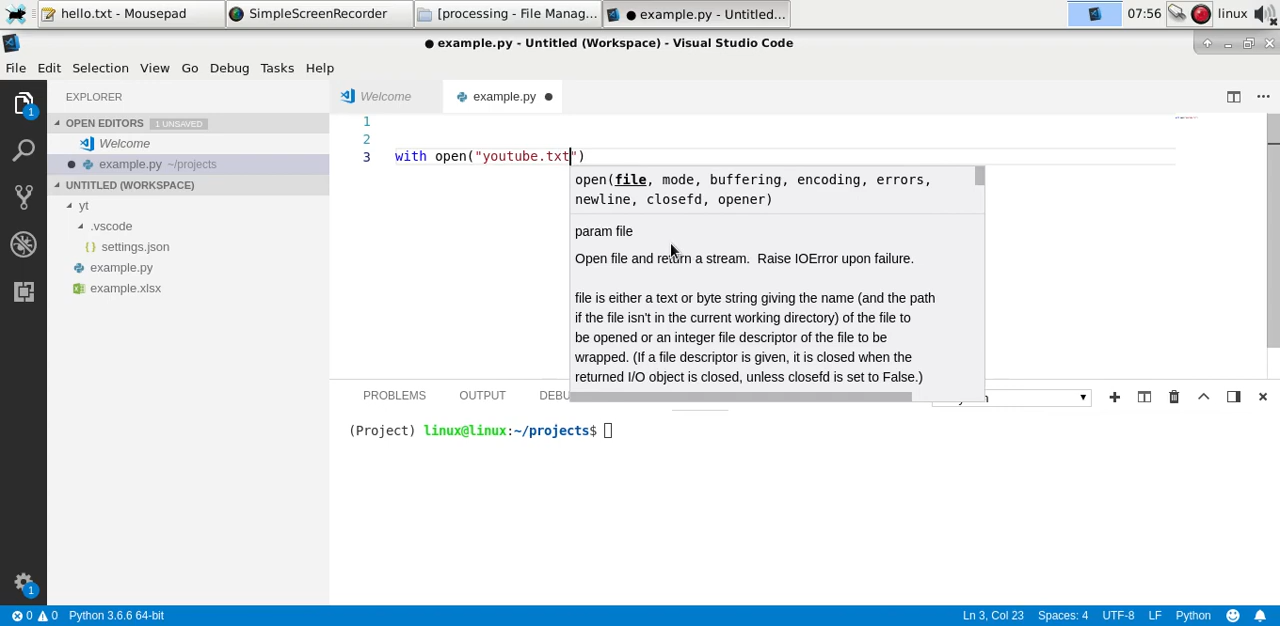 hello.txt - Mousepad
SimpleScreenRecorder
[processing - File Manag...
● example.py - Untitled...
07:56
linux
● example.py - Untitled (Workspace) - Visual Studio Code
File Edit Selection View Go Debug Tasks Help
EXPLORER
OPEN EDITORS 1 UNSAVED
Welcome
● example.py ~/projects
UNTITLED (WORKSPACE)
yt
.vscode
{ } settings.json
example.py
example.xlsx
1
1
Welcome
example.py ●
1
2
3 with open("youtube.txt")
open(file, mode, buffering, encoding, errors,
newline, closefd, opener)
param file
Open file and return a stream. Raise IOError upon failure.
file is either a text or byte string giving the name (and the path
if the file isn't in the current working directory) of the file to
be opened or an integer file descriptor of the file to be
wrapped. (If a file descriptor is given, it is closed when the
returned I/O object is closed, unless closefd is set to False.)
PROBLEMS OUTPUT DEBU
(Project) linux@linux:~/projects$
0 0 Python 3.6.6 64-bit
Ln 3, Col 23 Spaces: 4 UTF-8 LF Python